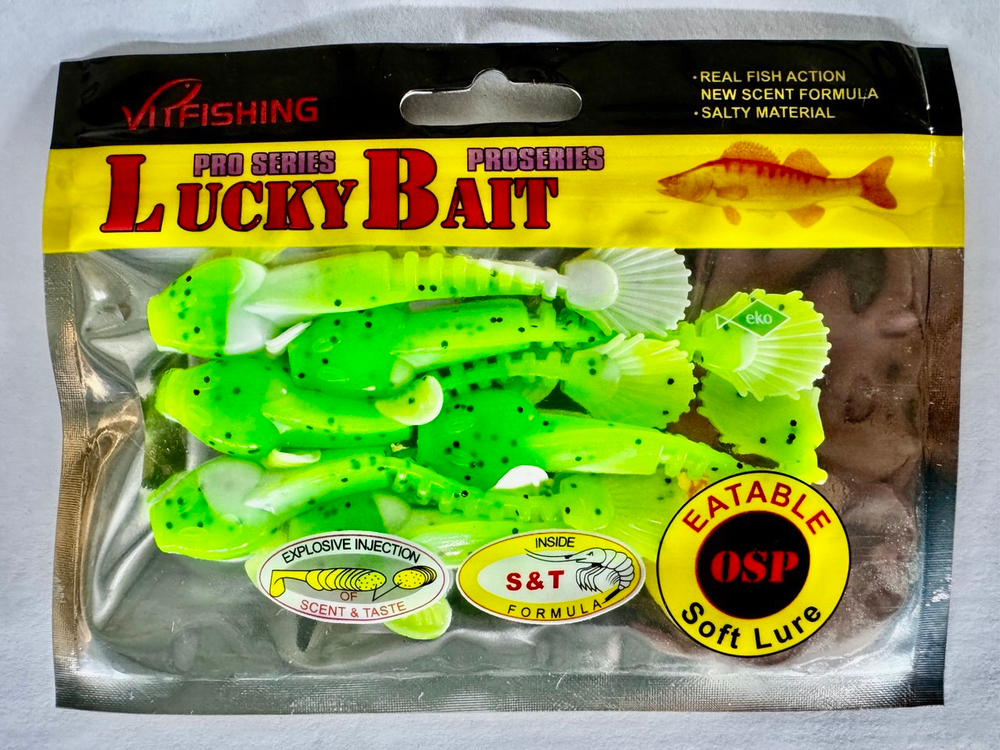 VITFISHING
· REAL FISH ACTION
NEW SCENT FORMULA
· SALTY MATERIAL
PRO SERIES
PROSERIES
LUCKY BAIT
eko
EXPLOSIVE INJECTION
OF
SCENT & TASTE
INSIDE
S&T
FORMULA
EATABLE
OSP
Soft Lure